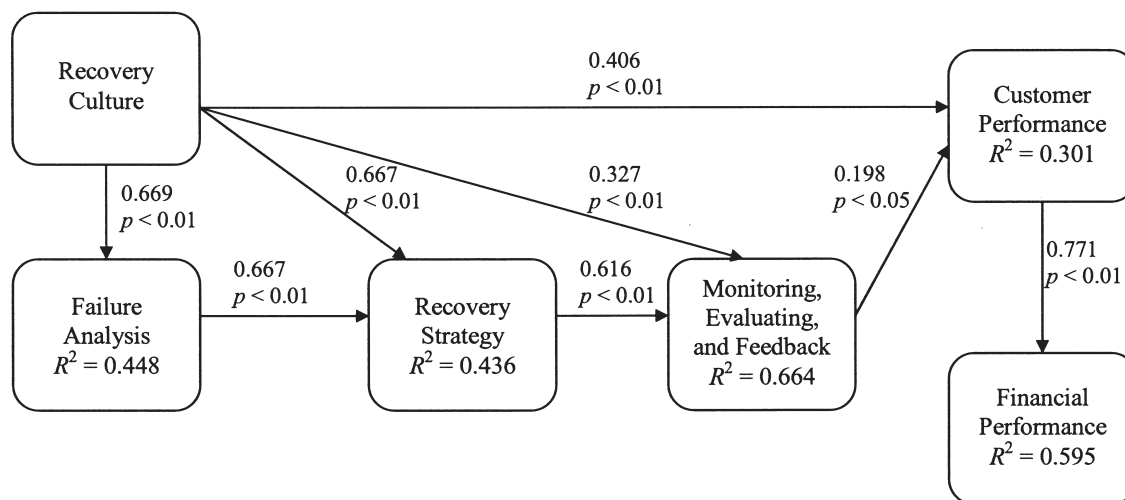 Recovery
Culture
0.406
p < 0.01
Customer
Performance
R² = 0.301
0.669
p < 0.01
0.667
p < 0.01
0.327
p < 0.01
0.198
p < 0.05
0.771
p < 0.01
Failure
Analysis
R² = 0.448
0.667
p < 0.01
Recovery
Strategy
R² = 0.436
0.616
p < 0.01
Monitoring,
Evaluating,
and Feedback
R² = 0.664
Financial
Performance
R² = 0.595